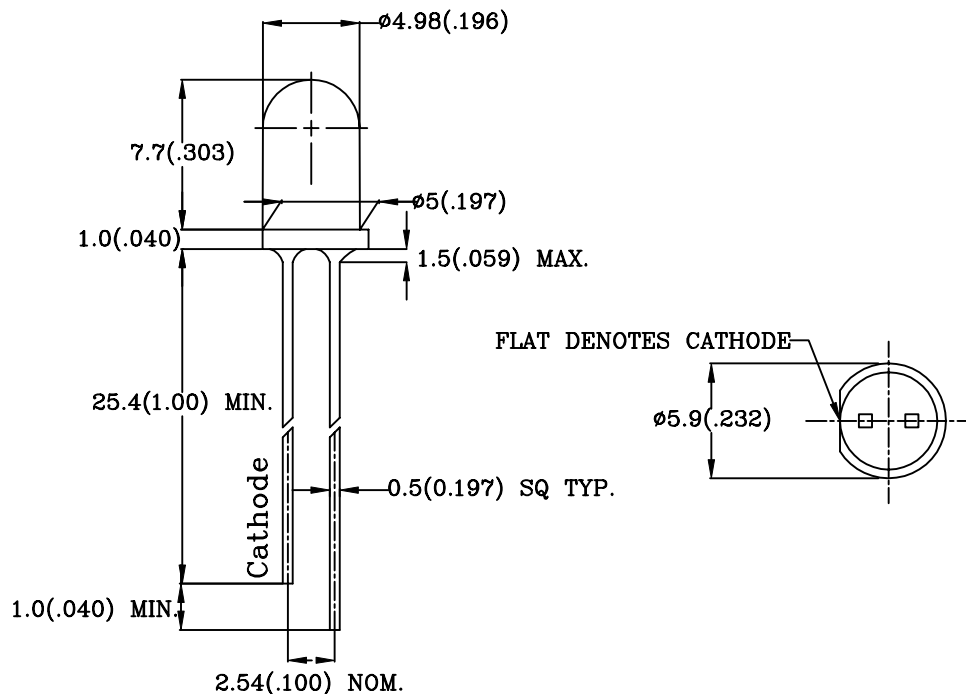 ø4.98(.196)
7.7(.303)
ø5(.197)
1.0(.040)
1.5(.059) MAX.
FLAT DENOTES CATHODE
25.4(1.00) MIN.
ø5.9(.232)
Cathode
0.5(0.197) SQ TYP.
1.0(.040) MIN.
2.54(.100) NOM.